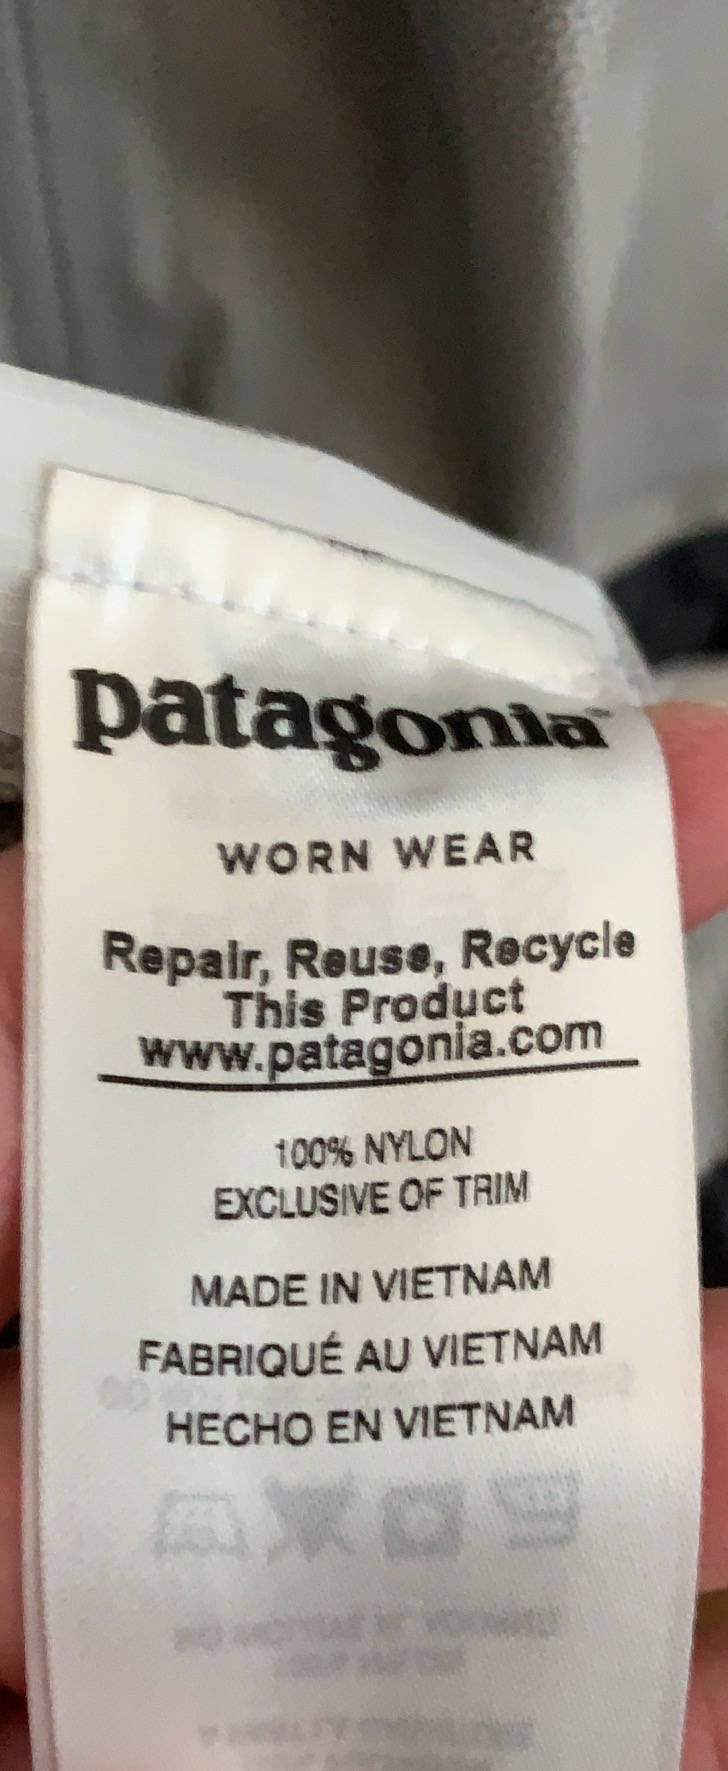 patagonia™
WORN WEAR
Repair, Reuse, Recycle
This Product
www.patagonia.com
100% NYLON
EXCLUSIVE OF TRIM
MADE IN VIETNAM
FABRIQUÉ AU VIETNAM
HECHO EN VIETNAM